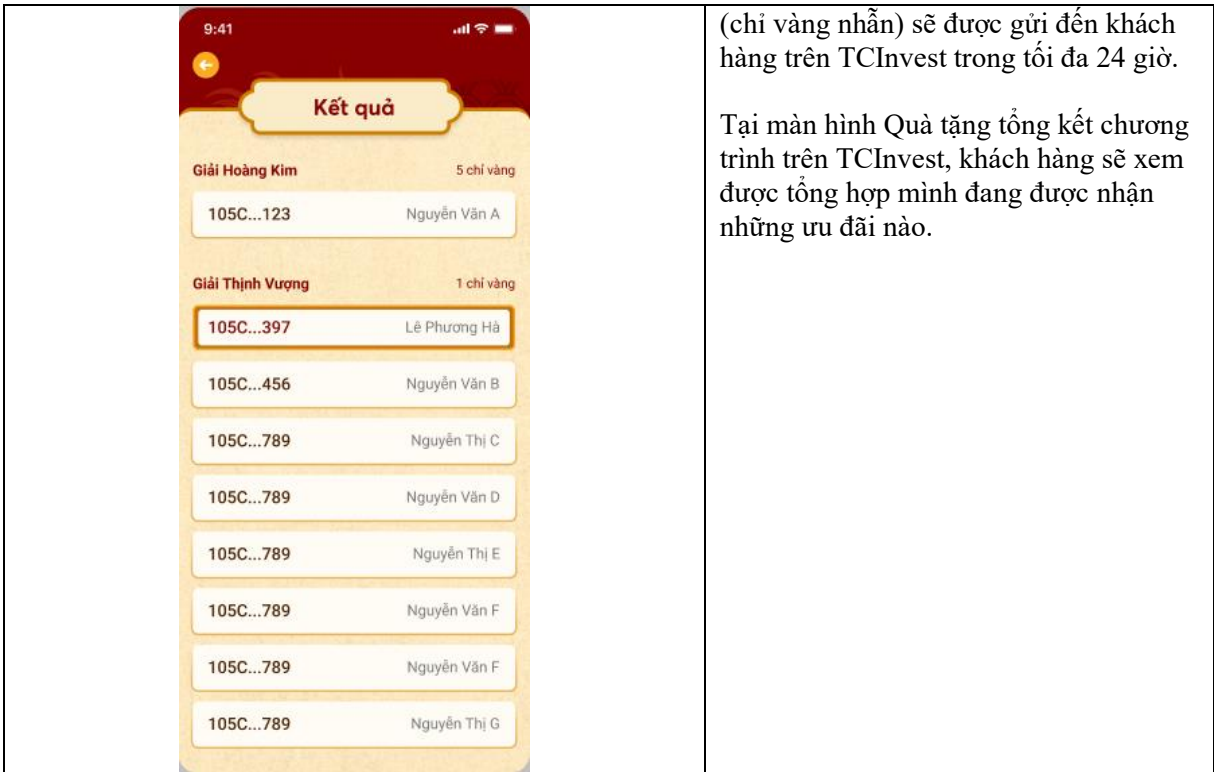 9:41
Kết quả
Giải Hoàng Kim 5 chỉ vàng
105C...123 Nguyễn Văn A
Giải Thịnh Vượng 1 chỉ vàng
105C...397 Lê Phương Hà
105C...456 Nguyễn Văn B
105C...789 Nguyễn Thị C
105C...789 Nguyễn Văn D
105C...789 Nguyễn Thị E
105C...789 Nguyễn Văn F
105C...789 Nguyễn Văn F
105C...789 Nguyễn Thị G
(chỉ vàng nhẫn) sẽ được gửi đến khách
hàng trên TCInvest trong tối đa 24 giờ.
Tại màn hình Quà tặng tổng kết chương
trình trên TCInvest, khách hàng sẽ xem
được tổng hợp mình đang được nhận
những ưu đãi nào.